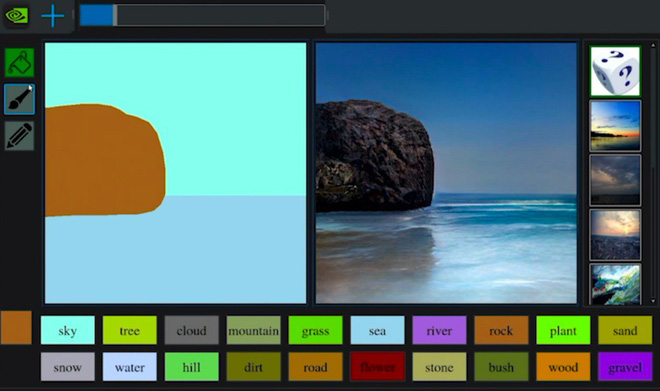 sky tree cloud mountain grass sea river rock plant sand
snow water hill dirt road flower stone bush wood gravel